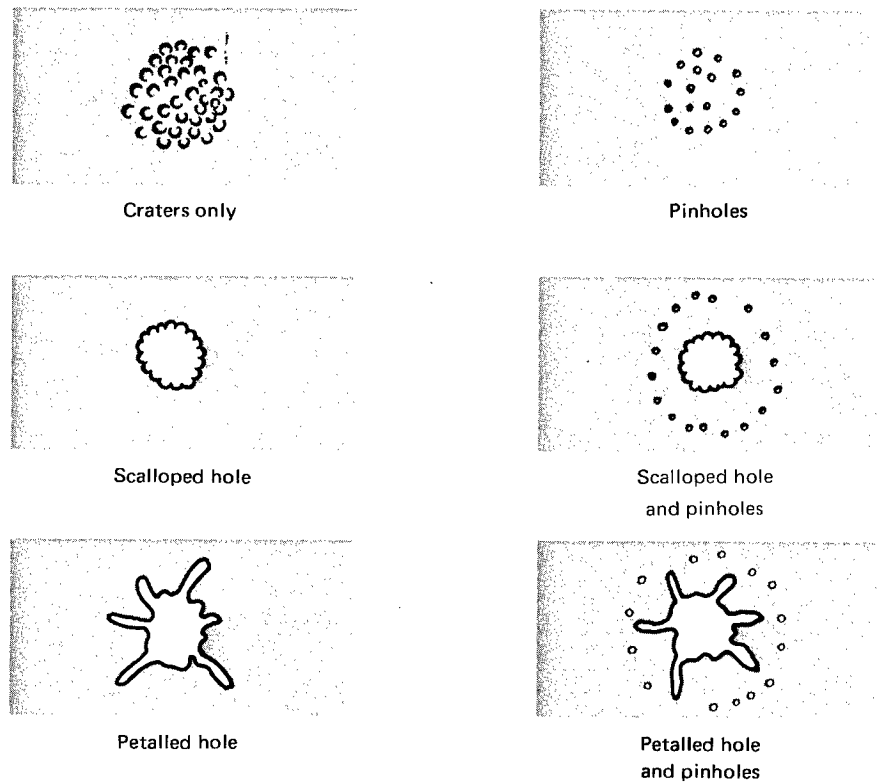 Craters only
Pinholes
Scalloped hole
Scalloped hole
and pinholes
Petalled hole
Petalled hole
and pinholes